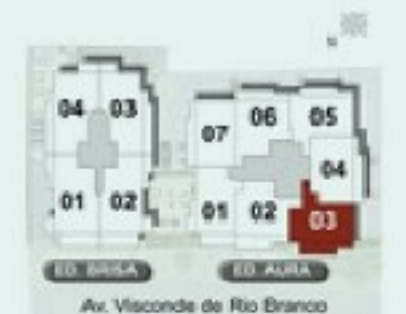 N
04 03 06 05
07
04
01 02 01 02 03
ED. BRISA ED. AURA
Av. Visconde de Rio Branco